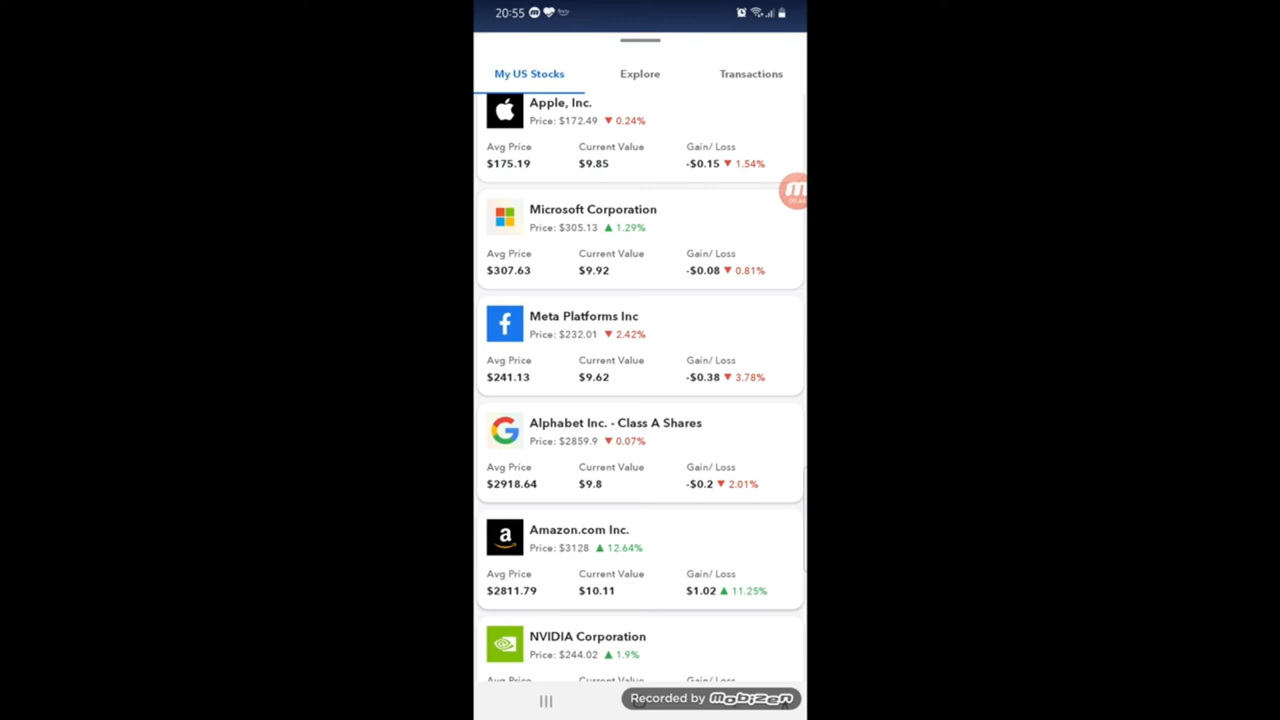 20:55
My US Stocks Explore Transactions
Apple, Inc.
Price: $172.49 ▼ 0.24%
Avg Price Current Value Gain/ Loss
$175.19 $9.85 -$0.15 ▼ 1.54%
Microsoft Corporation
Price: $305.13 ▲ 1.29%
Avg Price Current Value Gain/ Loss
$307.63 $9.92 -$0.08 ▼ 0.81%
Meta Platforms Inc
Price: $232.01 ▼ 2.42%
Avg Price Current Value Gain/ Loss
$241.13 $9.62 -$0.38 ▼ 3.78%
Alphabet Inc. - Class A Shares
Price: $2859.9 ▼ 0.07%
Avg Price Current Value Gain/ Loss
$2918.64 $9.8 -$0.2 ▼ 2.01%
Amazon.com Inc.
Price: $3128 ▲ 12.64%
Avg Price Current Value Gain/ Loss
$2811.79 $10.11 $1.02 ▲ 11.25%
NVIDIA Corporation
Price: $244.02 ▲ 1.9%
Avg Price Current Value Gain/ Loss
Recorded by mobizen